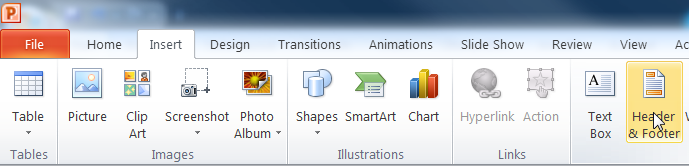 P
File Home Insert Design Transitions Animations Slide Show Review View
Table Picture Clip Art Screenshot Photo Album Shapes SmartArt Chart Hyperlink Action A Text Box Header & Footer
Tables Images Illustrations Links